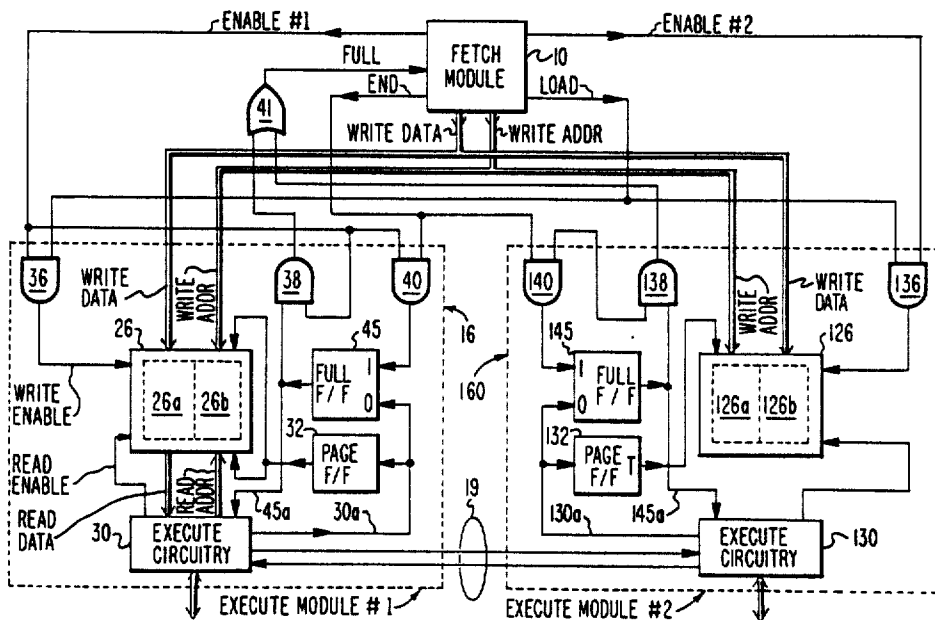 ENABLE #1
ENABLE #2
FULL
FETCH
MODULE
10
END
LOAD
41
WRITE DATA
WRITE ADDR
36
38
40
140
138
136
WRITE
DATA
WRITE
ADDR
26
45
16
160
145
WRITE
ADDR
WRITE
DATA
126
FULL
F/F
1
0
1
0
FULL
F/F
26a
26b
126a
126b
WRITE
ENABLE
32
PAGE
F/F
132
PAGE
F/F T
READ
ENABLE
READ
DATA
READ
ADDR
45a
30a
19
130a
145a
30
EXECUTE
CIRCUITRY
EXECUTE
CIRCUITRY
130
EXECUTE MODULE #1
EXECUTE MODULE #2